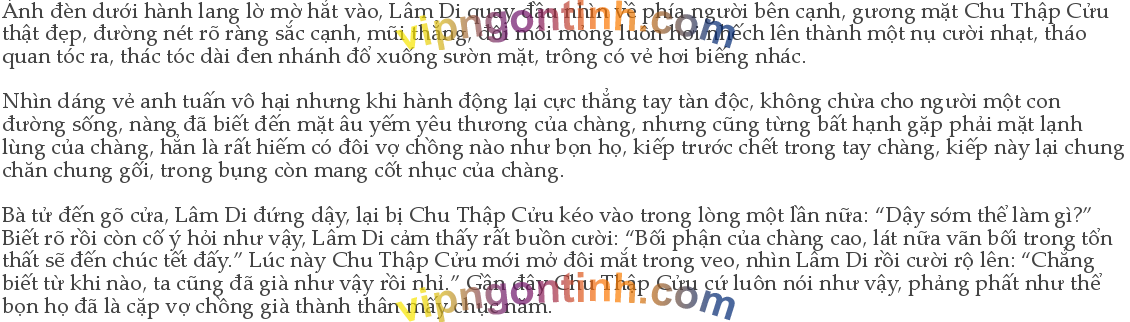 Ánh đèn dưới hành lang lờ mờ hắt vào, Lâm Di quay đầu nhìn về phía người bên cạnh, gương mặt Chu Thập Cửu
thật đẹp, đường nét rõ ràng sắc cạnh, mũi thẳng, đôi môi mỏng hơi hơi nhếch lên thành một nụ cười nhạt, tháo
quan tóc ra, thác tóc dài đen nhánh đổ xuống sườn mặt, trông có vẻ hơi biếng nhác.
Nhìn dáng vẻ anh tuấn vô hại nhưng khi hành động lại cực thẳng tay tàn độc, không chừa cho người một con
đường sống, nàng đã biết đến mặt âu yếm yêu thương của chàng, nhưng cũng từng bất hạnh gặp phải mặt lạnh
lùng của chàng, hẳn là rất hiếm có đôi vợ chồng nào như bọn họ, kiếp trước chết trong tay chàng, kiếp này lại chung
chăn chung gối, trong bụng còn mang cốt nhục của chàng.
Bà tử đến gõ cửa, Lâm Di đứng dậy, lại bị Chu Thập Cửu kéo vào trong lòng một lần nữa: “Dậy sớm thể làm gì?”
Biết rõ rồi còn cố ý hỏi như vậy, Lâm Di cảm thấy rất buồn cười: “Bối phận của chàng cao, lát nữa vãn bối trong tổn
thất sẽ đến chúc tết đấy.” Lúc này Chu Thập Cửu mới mở đôi mắt trong veo, nhìn Lâm Di rồi cười rộ lên: “Chẳng
biết từ khi nào, ta cũng đã già như vậy rồi nhỉ.” Gần đây Chu Thập Cửu cứ luôn nói như vậy, phảng phất như thể
bọn họ đã là cặp vợ chồng già thành thân mấy chục năm.
vipngontinh.com
vipngontinh.com